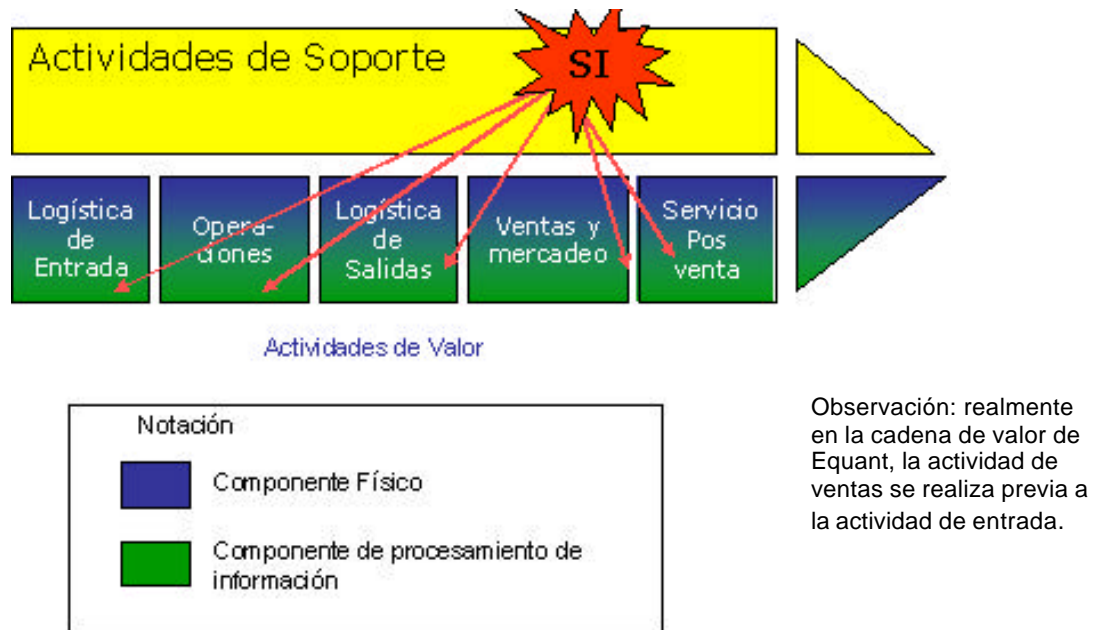 Actividades de Soporte
SI
Logística
de
Entrada
Opera-
ciones
Logística
de
Salidas
Ventas y
mercadeo
Servicio
Pos
venta
Actividades de Valor
Notación
Componente Físico
Componente de procesamiento de
información
Observación: realmente
en la cadena de valor de
Equant, la actividad de
ventas se realiza previa a
la actividad de entrada.